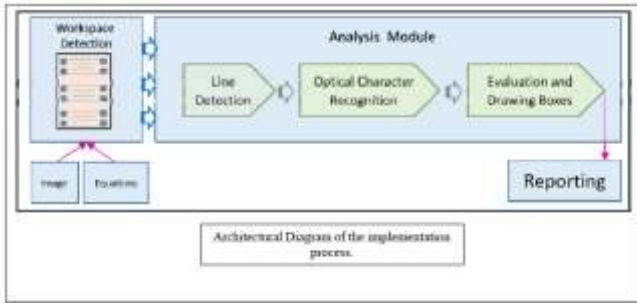 Workspace
Detection
Analysis Module
Line
Detection
Optical Character
Recognition
Evaluation and
Drawing Boxes
Image
Equations
Reporting
Architectural Diagram of the implementation
process.